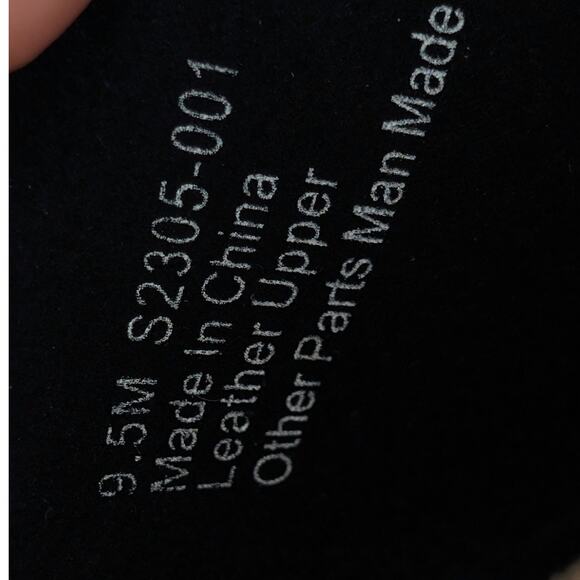 9.5M S2305-001
Made In China
Leather Upper
Other Parts Man Made